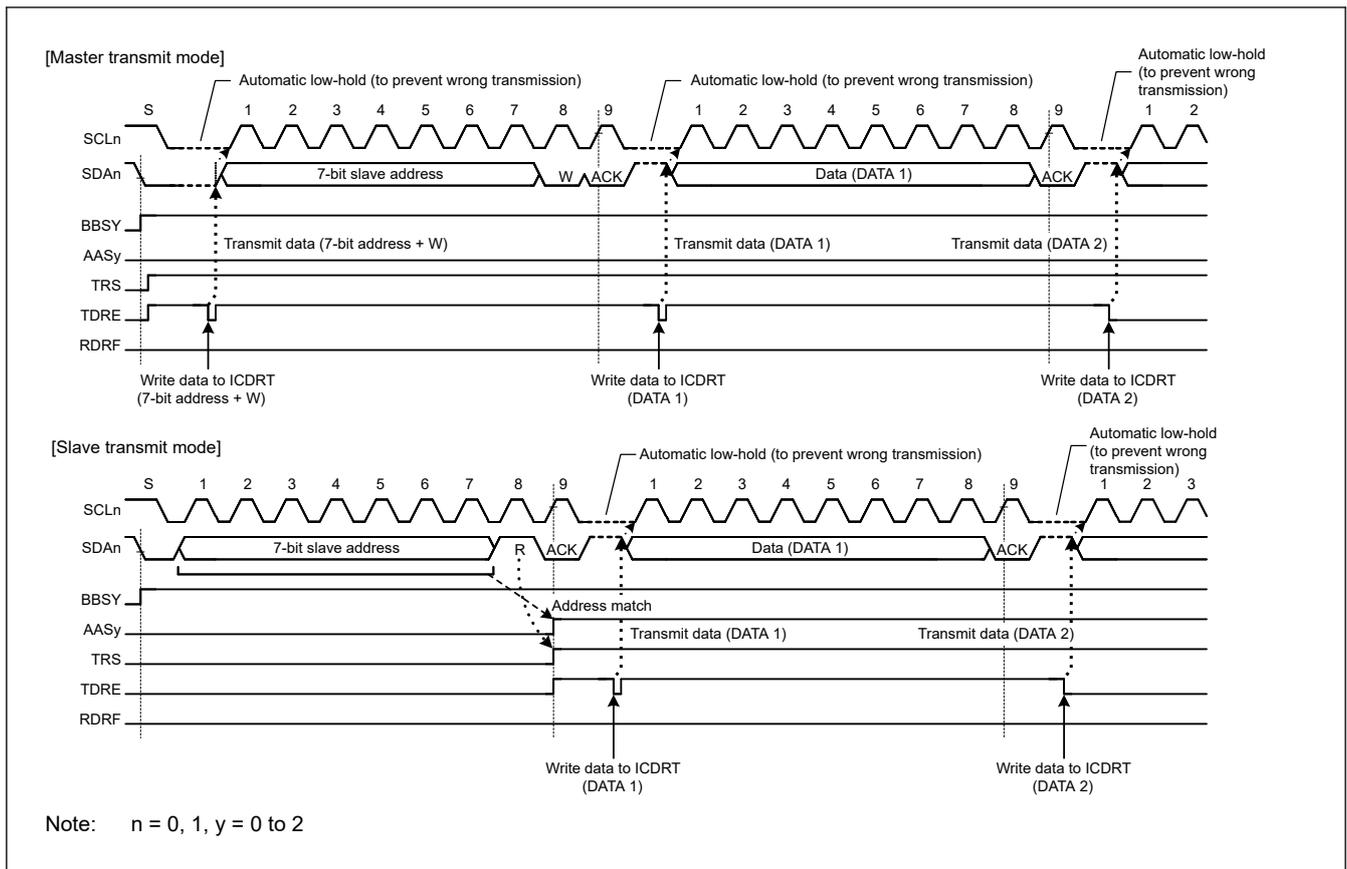 [Master transmit mode]
Automatic low-hold (to prevent wrong transmission)
Automatic low-hold (to prevent wrong transmission)
Automatic low-hold
(to prevent wrong
transmission)
S 1 2 3 4 5 6 7 8 9 1 2 3 4 5 6 7 8 9 1 2
SCLn
SDAn 7-bit slave address W ACK Data (DATA 1) ACK
BBSY
Transmit data (7-bit address + W) Transmit data (DATA 1) Transmit data (DATA 2)
AASy
TRS
TDRE
RDRF
Write data to ICDRT
(7-bit address + W)
Write data to ICDRT
(DATA 1)
Write data to ICDRT
(DATA 2)
[Slave transmit mode]
Automatic low-hold (to prevent wrong transmission)
Automatic low-hold
(to prevent wrong
transmission)
S 1 2 3 4 5 6 7 8 9 1 2 3 4 5 6 7 8 9 1 2 3
SCLn
SDAn 7-bit slave address R ACK Data (DATA 1) ACK
BBSY
Address match
AASy
Transmit data (DATA 1) Transmit data (DATA 2)
TRS
TDRE
RDRF
Write data to ICDRT
(DATA 1)
Write data to ICDRT
(DATA 2)
Note: n = 0, 1, y = 0 to 2